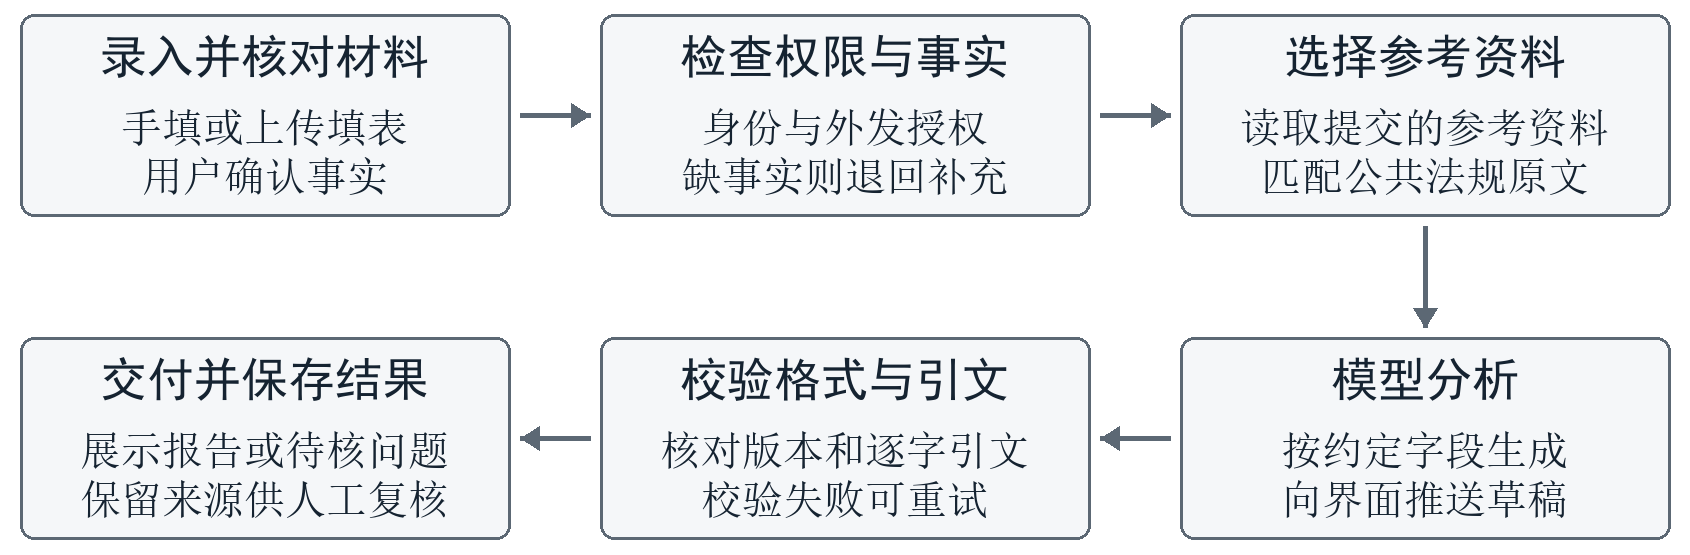 录入并核对材料
手填或上传填表
用户确认事实
检查权限与事实
身份与外发授权
缺事实则退回补充
选择参考资料
读取提交的参考资料
匹配公共法规原文
模型分析
按约定字段生成
向界面推送草稿
校验格式与引文
核对版本和逐字引文
校验失败可重试
交付并保存结果
展示报告或待核问题
保留来源供人工复核